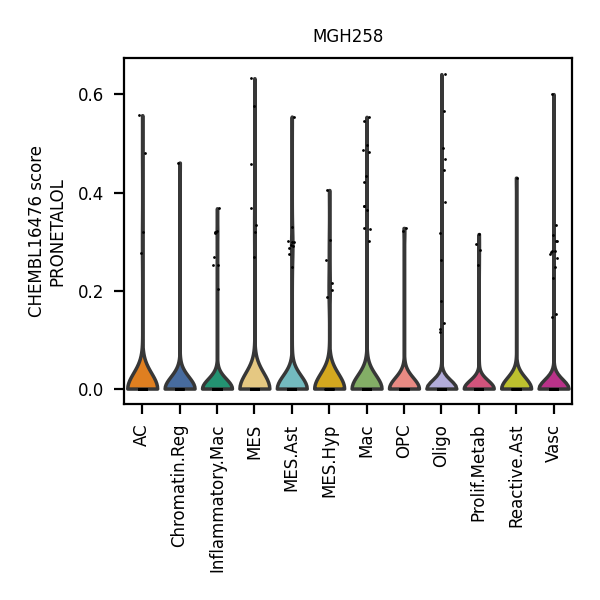 MGH258
CHEMBL16476 score
PRONETALOL
0.6
0.4
0.2
0.0
AC
Chromatin.Reg
Inflammatory.Mac
MES
MES.Ast
MES.Hyp
Mac
OPC
Oligo
Prolif.Metab
Reactive.Ast
Vasc